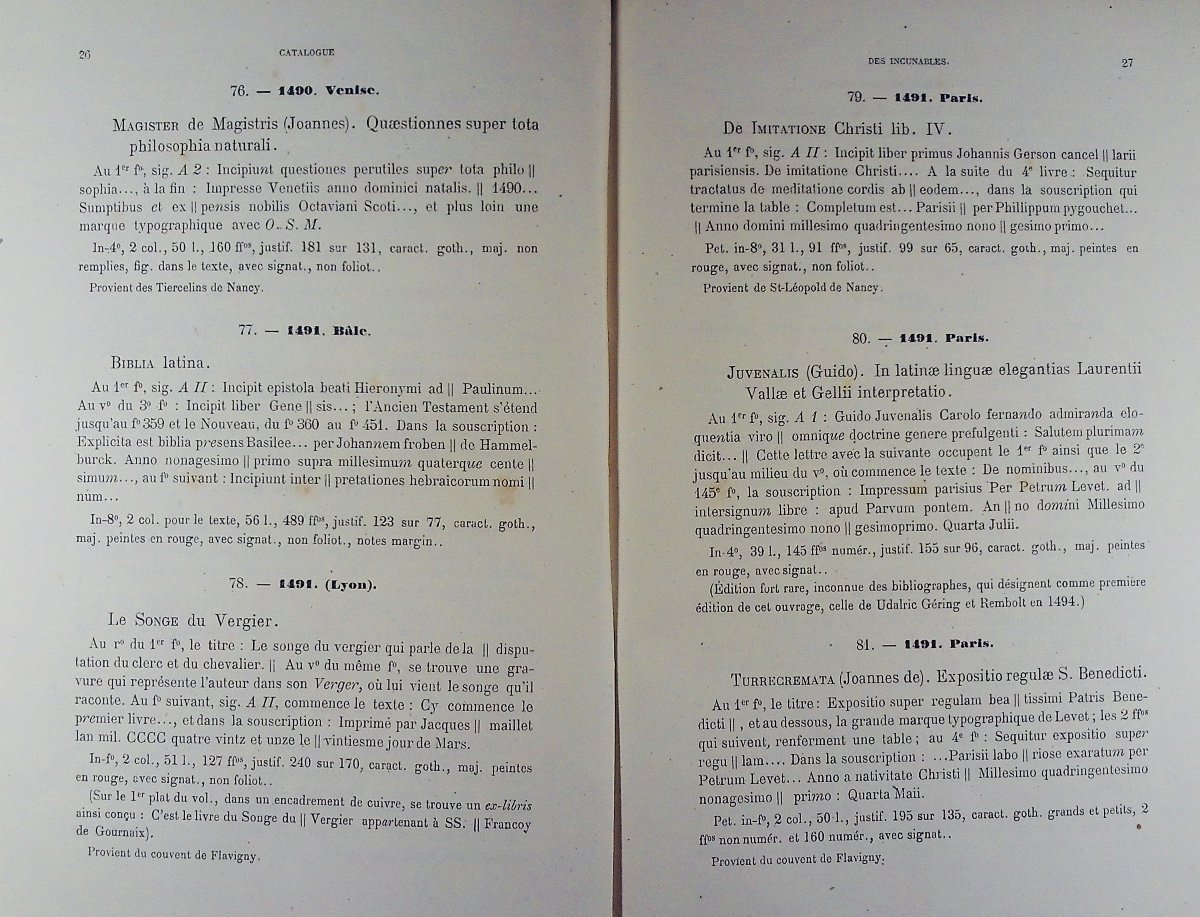 26
CATALOGUE
76. — 1490. Venise.
MAGISTER de Magistris (Joannes). Quæstionnes super tota
philosophia naturali.
Au 1er fo, sig. A 2 : Incipiunt questiones perutiles super tota philo ||
sophia..., à la fin : Impresse Venetiis anno dominici natalis. || 1490...
Sumptibus et ex || pensis nobilis Octaviani Scoti..., et plus loin une
marque typographique avec O. S. M.
In-4o, 2 col., 50 l., 160 ffos, justif. 181 sur 131, caract. goth., maj. non
remplies, fig. dans le texte, avec signat., non foliot..
Provient des Tiercelins de Nancy.
77. — 1491. Bâle.
BIBLIA latina.
Au 1er fo, sig. A II : Incipit epistola beati Hieronymi ad || Paulinum...
Au vo du 3o fo : Incipit liber Gene || sis... ; l'Ancien Testament s'étend
jusqu'au fo 359 et le Nouveau, du fo 360 au fo 451. Dans la souscription :
Explicita est biblia presens Basilee... per Johannem froben || de Hammel-
burck. Anno nonagesimo || primo supra millesimum quaterque cente ||
simum..., au fo suivant : Incipiunt inter || pretationes hebraicorum nomi ||
num...
In-8o, 2 col. pour le texte, 56 l., 489 ffos, justif. 123 sur 77, caract. goth.,
maj. peintes en rouge, avec signat., non foliot., notes margin..
78. — 1491. (Lyon).
LE SONGE du Vergier.
Au ro du 1er fo, le titre : Le songe du vergier qui parle de la || dispu-
tation du clerc et du chevalier. || Au vo du même fo, se trouve une gra-
vure qui représente l'auteur dans son Verger, où lui vient le songe qu'il
raconte. Au fo suivant, sig. A II, commence le texte : Cy commence le
premier livre..., et dans la souscription : Imprimé par Jacques || maillet
lan mil. CCCC quatre vintz et unze le || vintiesme jour de Mars.
In-fo, 2 col., 51 l., 127 ffos, justif. 240 sur 170, caract. goth., maj. peintes
en rouge, avec signat., non foliot..
(Sur le 1er plat du vol., dans un encadrement de cuivre, se trouve un ex-libris
ainsi conçu : C'est le livre du Songe du || Vergier appartenant à SS. || Francoy
de Gournaix).
Provient du couvent de Flavigny.
DES INCUNABLES.
27
79. — 1491. Paris.
De IMITATIONE Christi lib. IV.
Au 1er fo, sig. A II : Incipit liber primus Johannis Gerson cancel || larii
parisiensis. De imitatione Christi.... A la suite du 4e livre : Sequitur
tractatus de meditatione cordis ab || eodem..., dans la souscription qui
termine la table : Completum est... Parisii || per Phillippum pygouchet...
|| Anno domini millesimo quadringentesimo nono || gesimo primo...
Pet. in-8o, 31 l., 91 ffos, justif. 99 sur 65, caract. goth., maj. peintes en
rouge, avec signat., non foliot..
Provient de St-Léopold de Nancy.
80. — 1491. Paris.
JUVENALIS (Guido). In latinæ linguæ elegantias Laurentii
Vallæ et Gellii interpretatio.
Au 1er fo, sig. A 1 : Guido Juvenalis Carolo fernando admiranda elo-
quentia viro || omnique doctrine genere prefulgenti : Salutem plurimam
dicit... || Cette lettre avec la suivante occupent le 1er fo ainsi que le 2e
jusqu'au milieu du vo, où commence le texte : De nominibus..., au vo du
145e fo, la souscription : Impressum parisius Per Petrum Levet. ad ||
intersignum libre : apud Parvum pontem. An || no domini Millesimo
quadringentesimo nono || gesimoprimo. Quarta Julii.
In-4o, 39 l., 145 ffos numér., justif. 155 sur 96, caract. goth., maj. peintes
en rouge, avec signat..
(Édition fort rare, inconnue des bibliographes, qui désignent comme première
édition de cet ouvrage, celle de Udalric Géring et Rembolt en 1494.)
81. — 1491. Paris.
TURRECREMATA (Joannes de). Expositio regulæ S. Benedicti.
Au 1er fo, le titre : Expositio super regulam bea || tissimi Patris Bene-
dicti || , et au dessous, la grande marque typographique de Levet ; les 2 ffos
qui suivent, renferment une table ; au 4e fo : Sequitur expositio super
regu || lam.... Dans la souscription : ...Parisii labo || riose exaratum per
Petrum Levet... Anno a nativitate Christi || Millesimo quadringentesimo
nonagesimo || primo : Quarta Maii.
Pet. in-fo, 2 col., 50 l., justif. 195 sur 135, caract. goth. grands et petits, 2
ffos non numér. et 160 numér., avec signat..
Provient du couvent de Flavigny.